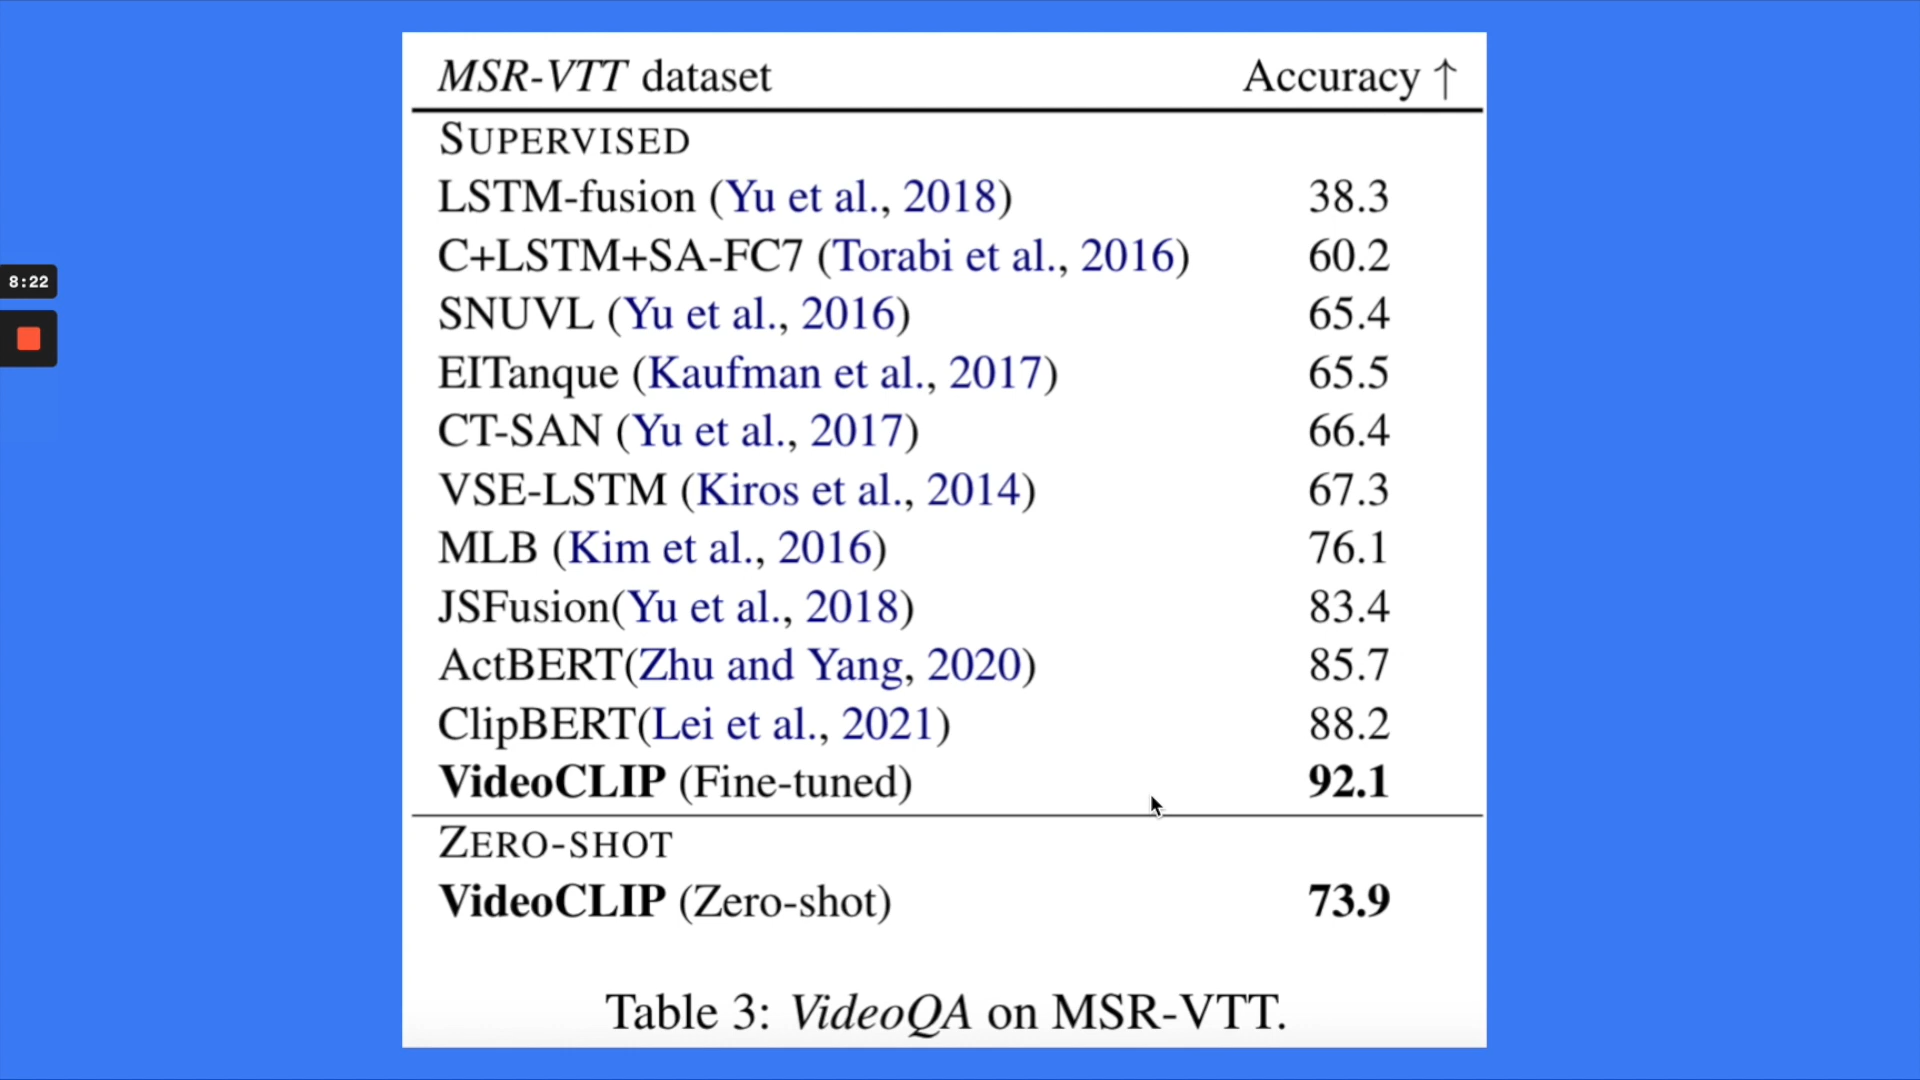 MSR-VTT dataset Accuracy ↑
SUPERVISED
LSTM-fusion (Yu et al., 2018) 38.3
C+LSTM+SA-FC7 (Torabi et al., 2016) 60.2
SNUVL (Yu et al., 2016) 65.4
8:22
EITanque (Kaufman et al., 2017) 65.5
CT-SAN (Yu et al., 2017) 66.4
VSE-LSTM (Kiros et al., 2014) 67.3
MLB (Kim et al., 2016) 76.1
JSFusion(Yu et al., 2018) 83.4
ActBERT(Zhu and Yang, 2020) 85.7
ClipBERT(Lei et al., 2021) 88.2
VideoCLIP (Fine-tuned) 92.1
ZERO-SHOT
VideoCLIP (Zero-shot) 73.9
Table 3: VideoQA on MSR-VTT.